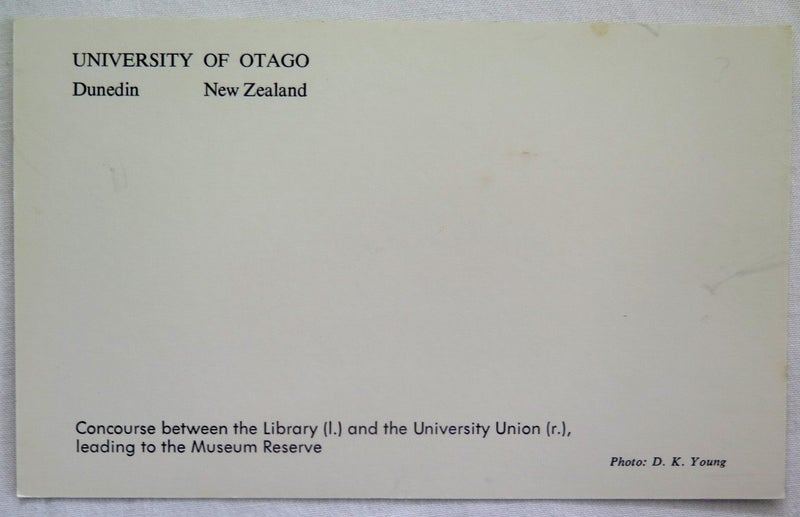 UNIVERSITY OF OTAGO
Dunedin New Zealand
Concourse between the Library (l.) and the University Union (r.),
leading to the Museum Reserve
Photo: D. K. Young